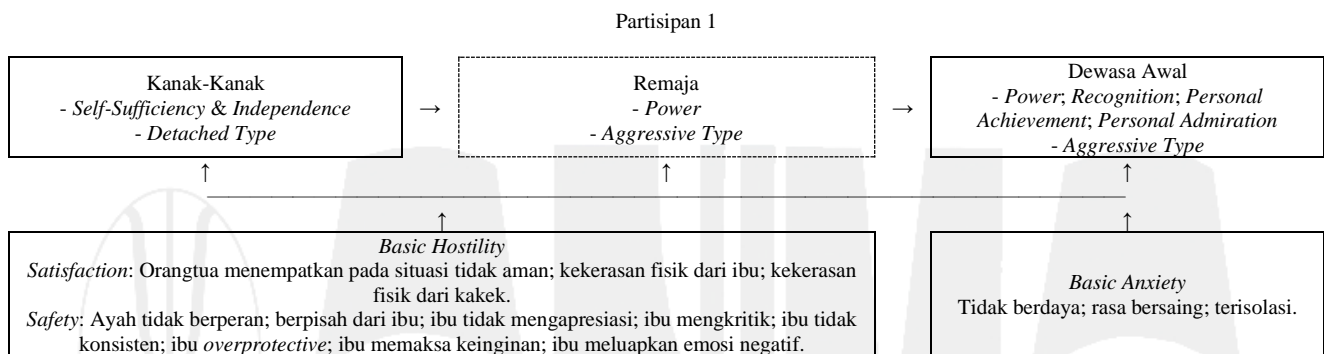 Partisipan 1
Kanak-Kanak
- Self-Sufficiency & Independence
- Detached Type
→
Remaja
- Power
- Aggressive Type
→
Dewasa Awal
- Power; Recognition; Personal
Achievement; Personal Admiration
- Aggressive Type
↑ ↑ ↑
↑ ↑
Basic Hostility
Satisfaction: Orangtua menempatkan pada situasi tidak aman; kekerasan fisik dari ibu; kekerasan
fisik dari kakek.
Safety: Ayah tidak berperan; berpisah dari ibu; ibu tidak mengapresiasi; ibu mengkritik; ibu tidak
konsisten; ibu overprotective; ibu memaksa keinginan; ibu meluapkan emosi negatif.
Basic Anxiety
Tidak berdaya; rasa bersaing; terisolasi.